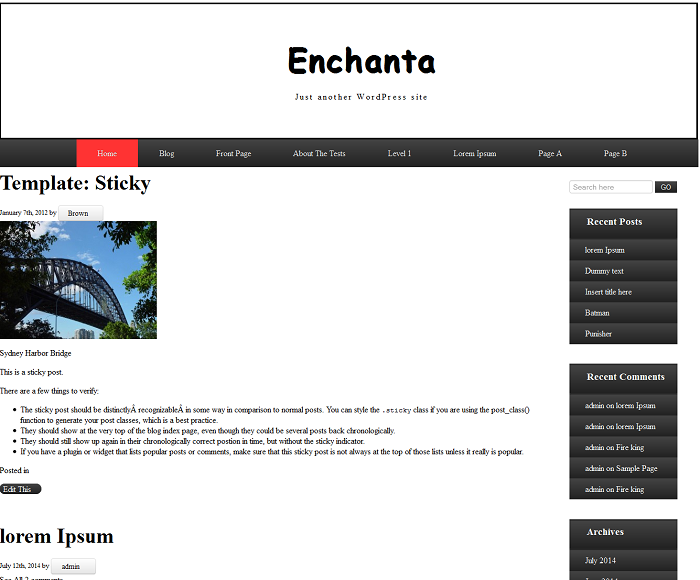 Enchanta
Just another WordPress site
Home Blog Front Page About The Tests Level 1 Lorem Ipsum Page A Page B
Template: Sticky
January 7th, 2012 by Brown
Sydney Harbor Bridge
This is a sticky post.
There are a few things to verify:
The sticky post should be distinctlyÂ recognizableÂ in some way in comparison to normal posts. You can style the .sticky class if you are using the post_class()
function to generate your post classes, which is a best practice.
They should show at the very top of the blog index page, even though they could be several posts back chronologically.
They should still show up again in their chronologically correct postion in time, but without the sticky indicator.
If you have a plugin or widget that lists popular posts or comments, make sure that this sticky post is not always at the top of those lists unless it really is popular.
Posted in
Edit This
lorem Ipsum
July 12th, 2014 by admin
See All 2 comments
Search here GO
Recent Posts
lorem Ipsum
Dummy text
Insert title here
Batman
Punisher
Recent Comments
admin on lorem Ipsum
admin on lorem Ipsum
admin on Fire king
admin on Sample Page
admin on Fire king
Archives
July 2014
June 2014